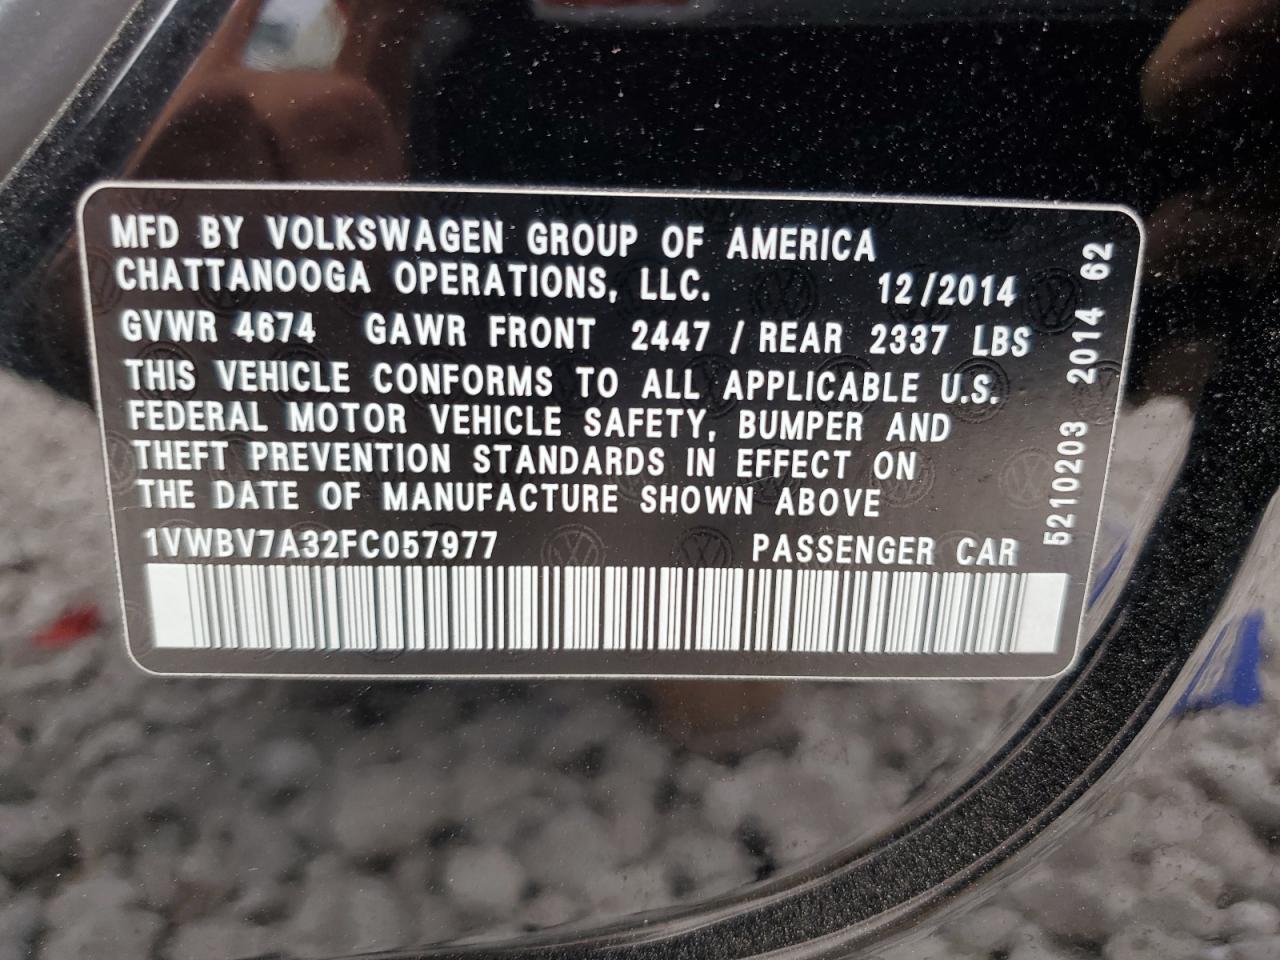 MFD BY VOLKSWAGEN GROUP OF AMERICA
CHATTANOOGA OPERATIONS, LLC. 12/2014
GVWR 4674 GAWR FRONT 2447 / REAR 2337 LBS
THIS VEHICLE CONFORMS TO ALL APPLICABLE U.S.
FEDERAL MOTOR VEHICLE SAFETY, BUMPER AND
THEFT PREVENTION STANDARDS IN EFFECT ON
THE DATE OF MANUFACTURE SHOWN ABOVE
1VWBV7A32FC057977 PASSENGER CAR
5210203 2014 62